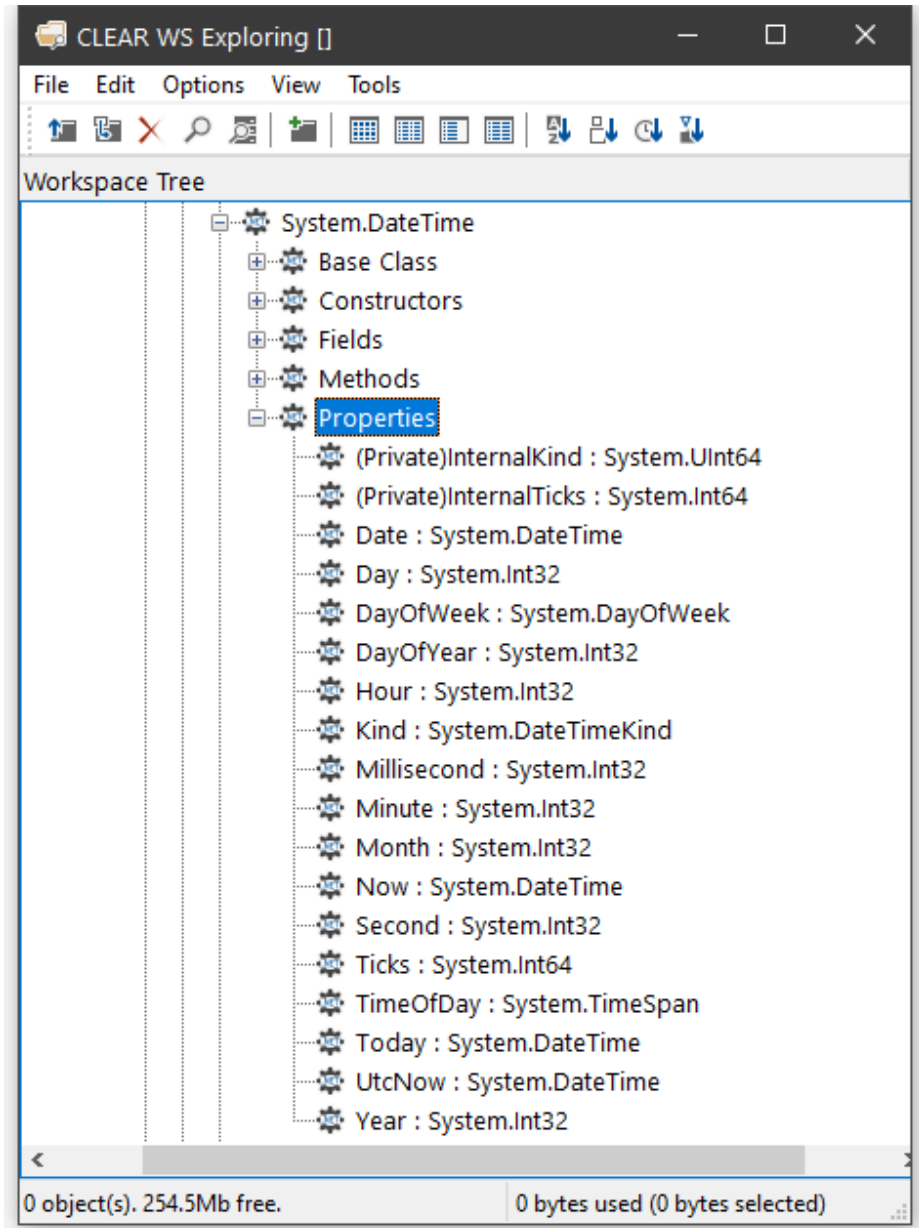 CLEAR WS Exploring []
File Edit Options View Tools
Workspace Tree
System.DateTime
Base Class
Constructors
Fields
Methods
Properties
(Private)InternalKind : System.UInt64
(Private)InternalTicks : System.Int64
Date : System.DateTime
Day : System.Int32
DayOfWeek : System.DayOfWeek
DayOfYear : System.Int32
Hour : System.Int32
Kind : System.DateTimeKind
Millisecond : System.Int32
Minute : System.Int32
Month : System.Int32
Now : System.DateTime
Second : System.Int32
Ticks : System.Int64
TimeOfDay : System.TimeSpan
Today : System.DateTime
UtcNow : System.DateTime
Year : System.Int32
0 object(s). 254.5Mb free. 0 bytes used (0 bytes selected)